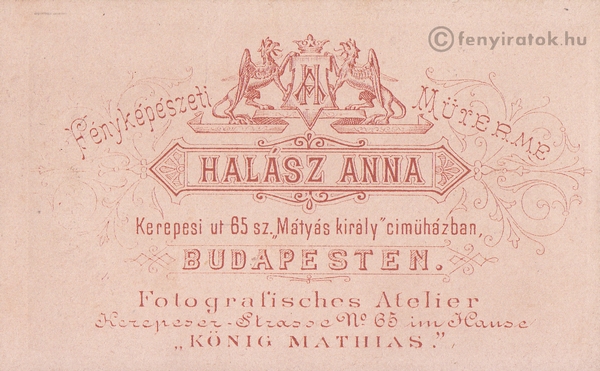 ©fenyiratok.hu
AH
Fényképészeti Műterme
HALÁSZ ANNA
Kerepesi ut 65 sz. „Mátyás király” cimüházban,
BUDAPESTEN.
Fotografisches Atelier
Kerepeser-Strasse No 65 im Hause
„KÖNIG MATHIAS.”